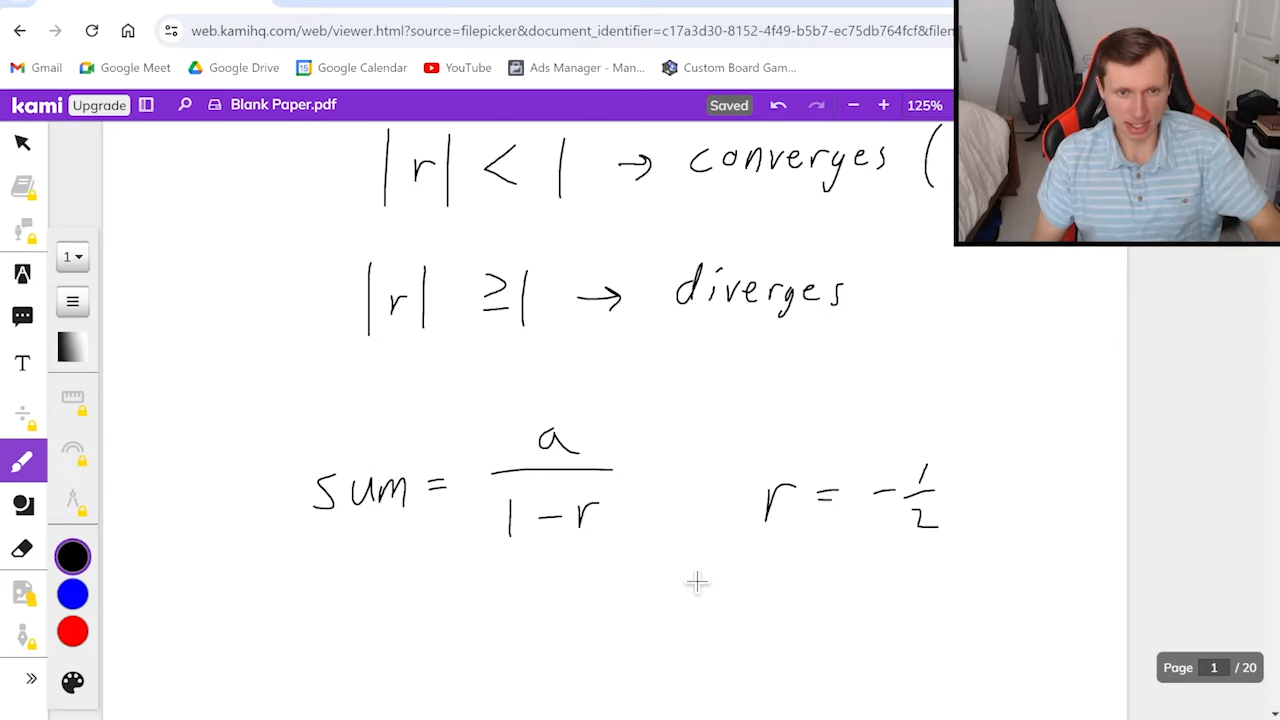 web.kamihq.com/web/viewer.html?source=filepicker&document_identifier=c17a3d30-8152-4f49-b5b7-ec75db764fcf&filen
Gmail Google Meet Google Drive 15 Google Calendar YouTube Ads Manager - Man... Custom Board Gam...
kami Upgrade Blank Paper.pdf Saved 125%
|r| < 1 → converges (
1
|r| ≥ 1 → diverges
T
sum = a / 1 - r r = - 1 / 2
Page 1 / 20